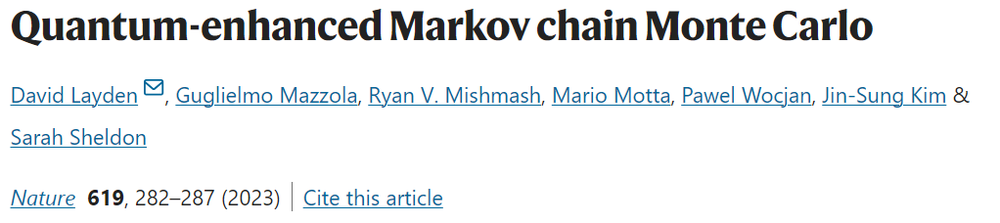 Quantum-enhanced Markov chain Monte Carlo
David Layden, Guglielmo Mazzola, Ryan V. Mishmash, Mario Motta, Pawel Wocjan, Jin-Sung Kim &
Sarah Sheldon
Nature 619, 282–287 (2023) | Cite this article